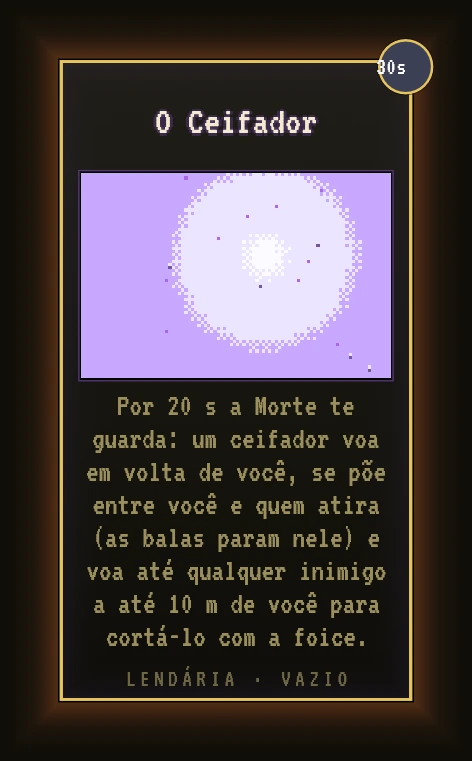 80s
O Ceifador
Por 20 s a Morte te
guarda: um ceifador voa
em volta de você, se põe
entre você e quem atira
(as balas param nele) e
voa até qualquer inimigo
a até 10 m de você para
cortá-lo com a foice.
LENDÁRIA · VAZIO